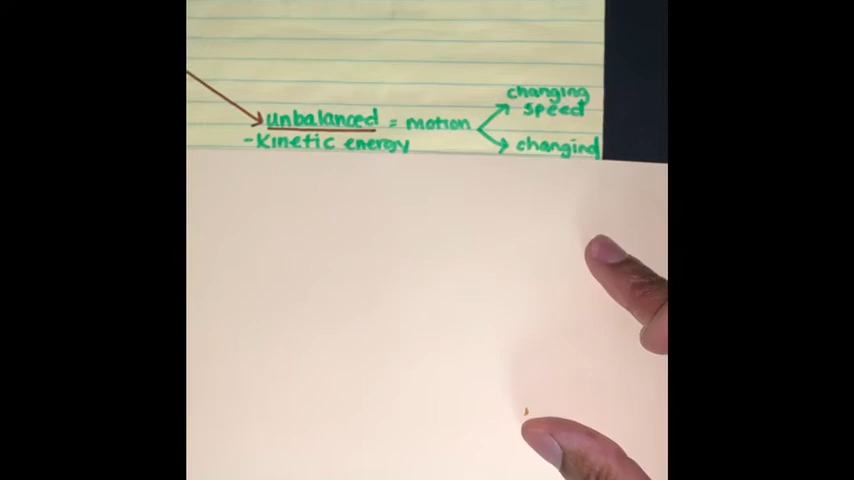 changing
speed
unbalanced = motion
- Kinetic energy
changing